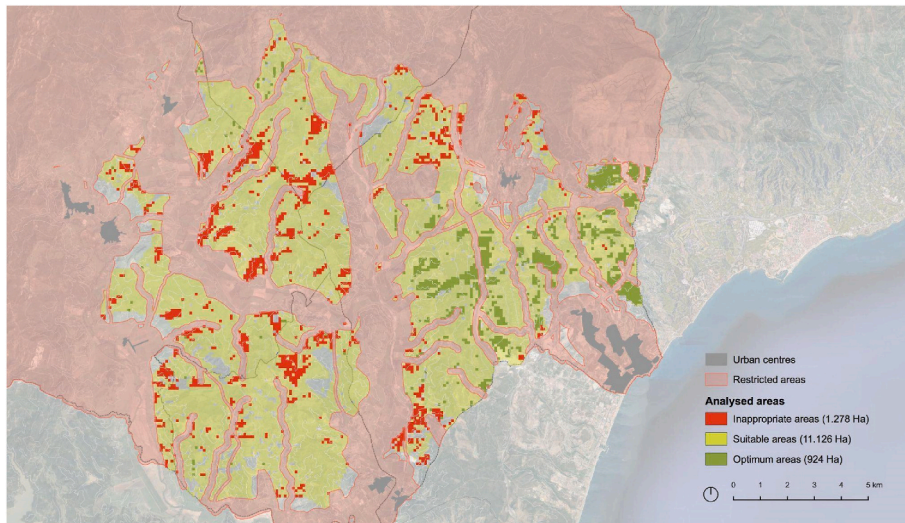 Urban centres
Restricted areas
Analysed areas
Inappropriate areas (1.278 Ha)
Suitable areas (11.126 Ha)
Optimum areas (924 Ha)
0 1 2 3 4 5 km